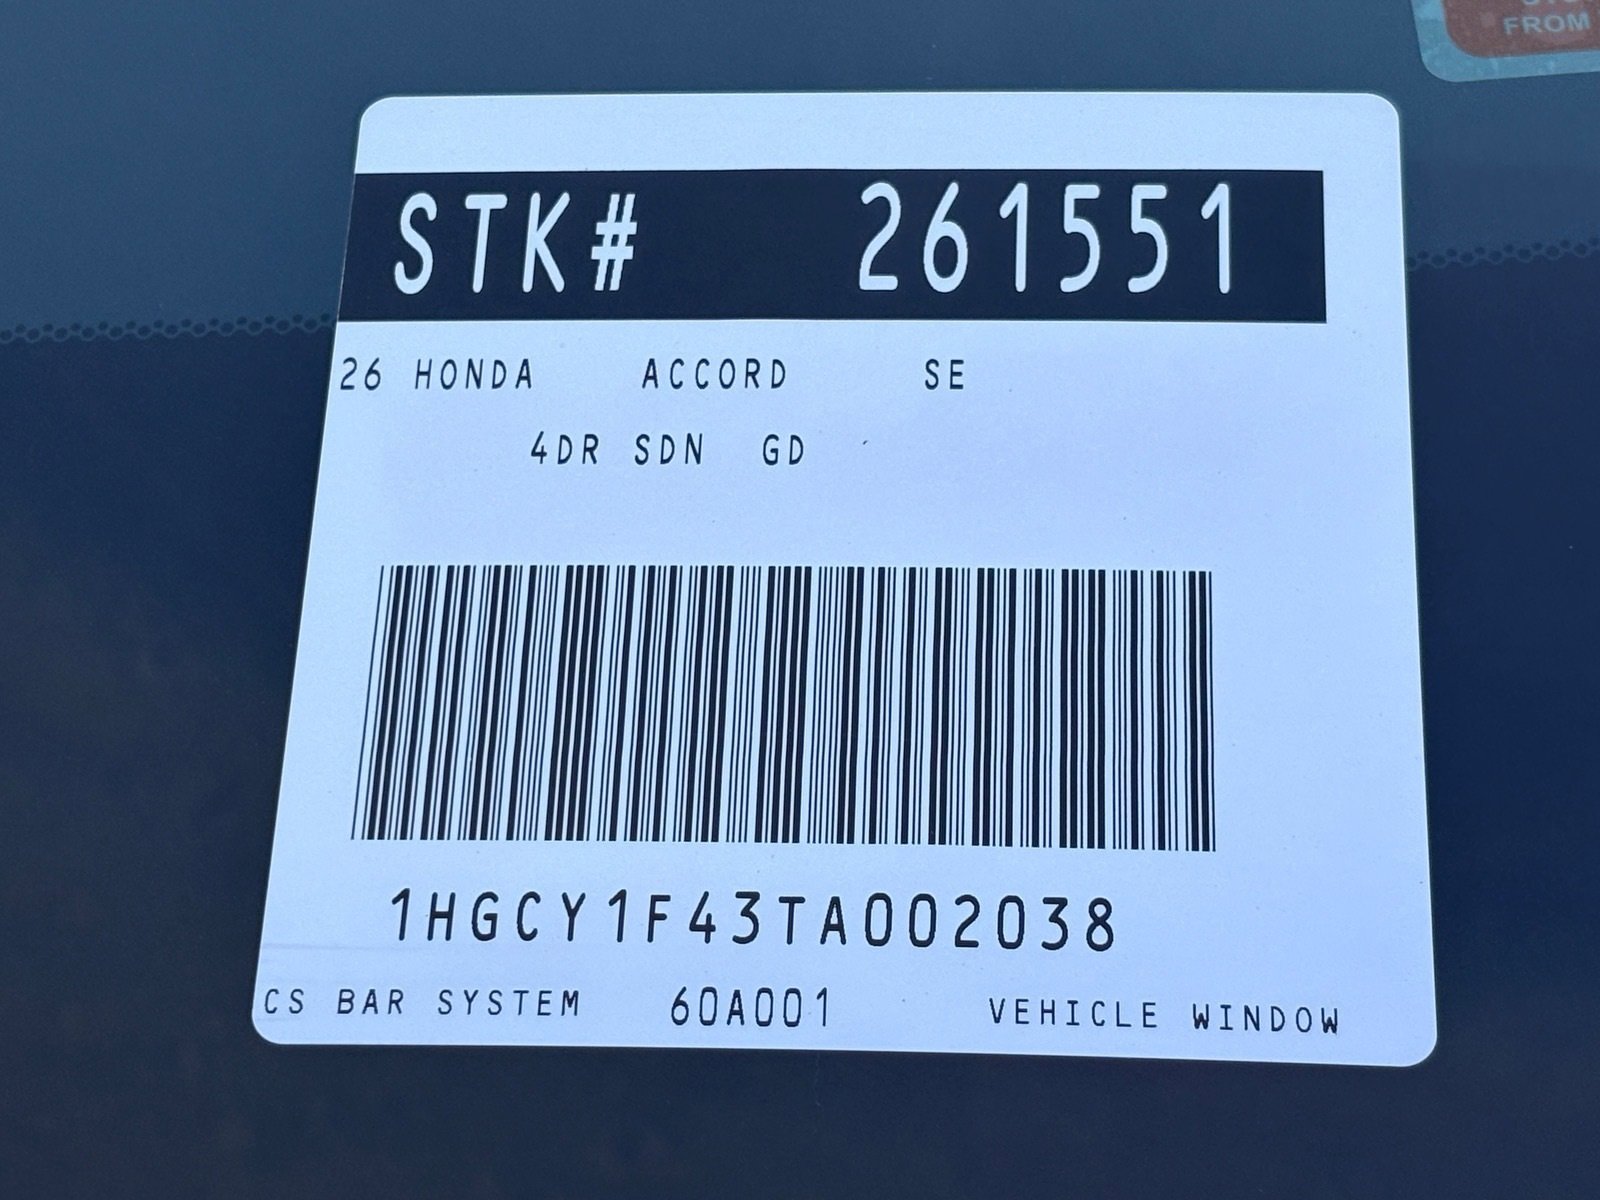 FROM
STK# 261551
26 HONDA ACCORD SE
4DR SDN GD
1HGCY1F43TA002038
CS BAR SYSTEM 60A001 VEHICLE WINDOW